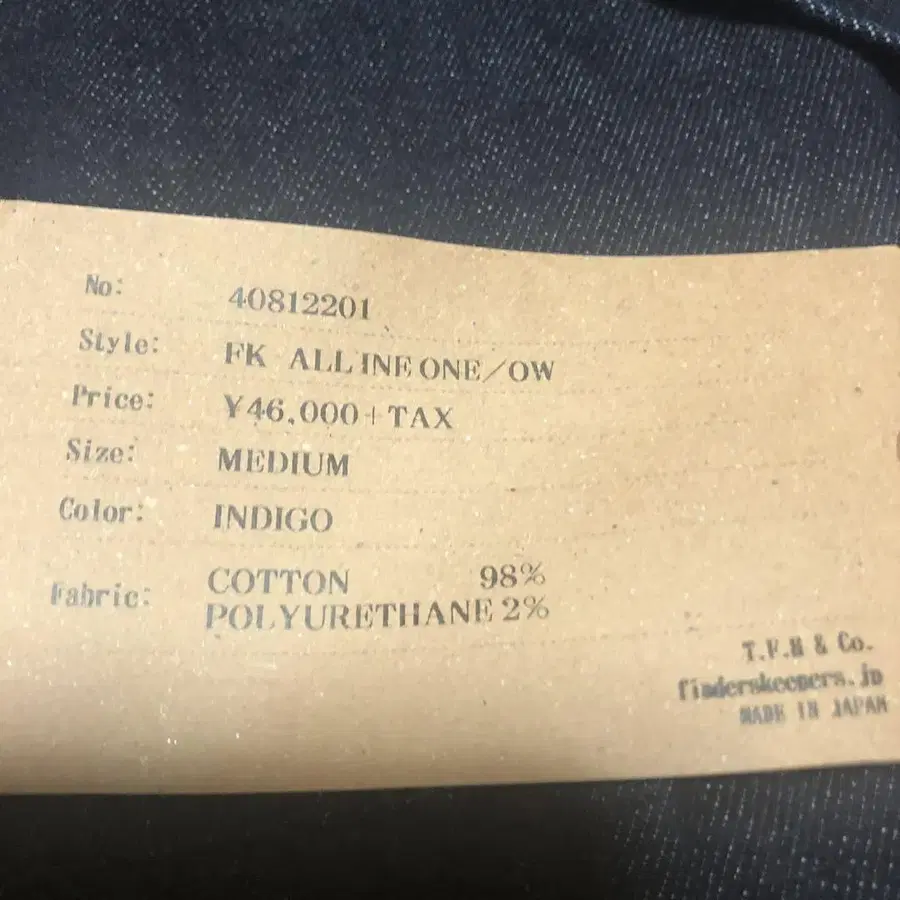 No: 40812201
Style: FK ALL INE ONE/OW
Price: ¥46,000+TAX
Size: MEDIUM
Color: INDIGO
Fabric: COTTON 98%
POLYURETHANE 2%
& Co.
finderskeepers.jp
MADE IN JAPAN